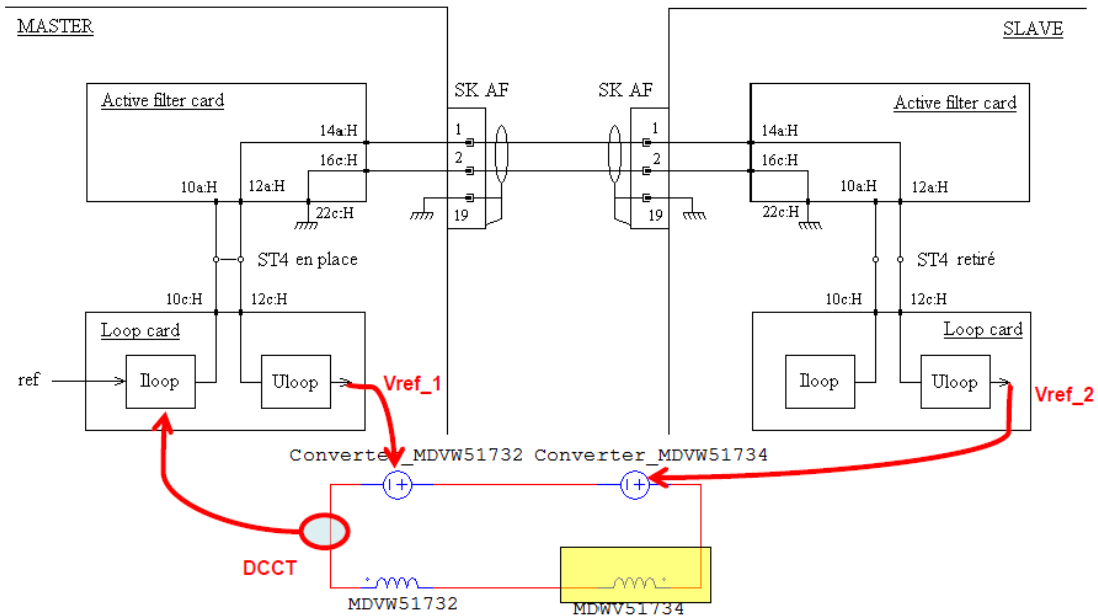 MASTER
SLAVE
SK AF
SK AF
Active filter card
Active filter card
14a:H
1
1
14a:H
16c:H
2
2
16c:H
10a:H
12a:H
10a:H
12a:H
22c:H
19
19
22c:H
ST4 en place
ST4 retiré
10c:H
12c:H
10c:H
12c:H
Loop card
Loop card
ref
Iloop
Uloop
Vref_1
Iloop
Uloop
Vref_2
Converter_MDVW51732
Converter_MDVW51734
DCCT
MDVW51732
MDWV51734